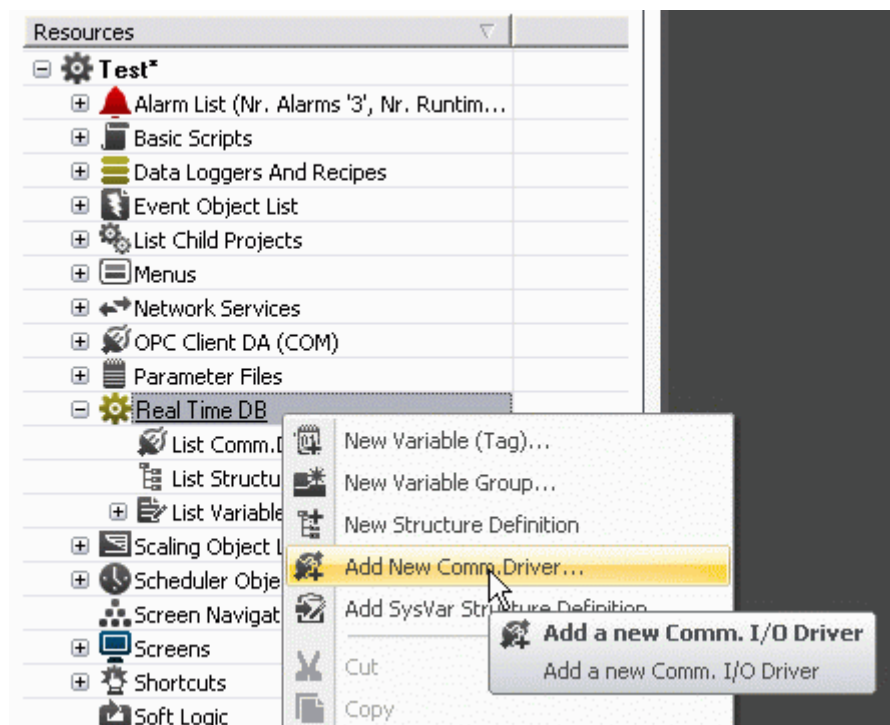 Resources
Test*
Alarm List (Nr. Alarms '3', Nr. Runtim...
Basic Scripts
Data Loggers And Recipes
Event Object List
List Child Projects
Menus
Network Services
OPC Client DA (COM)
Parameter Files
Real Time DB
List Comm.
New Variable (Tag)...
List Structu
New Variable Group...
List Variable
New Structure Definition
Scaling Object L
Add New Comm.Driver...
Scheduler Obje
Add SysVar Structure Definition
Screen Navigat
Add a new Comm. I/O Driver
Screens
Cut
Add a new Comm. I/O Driver
Shortcuts
Copy
Soft Logic